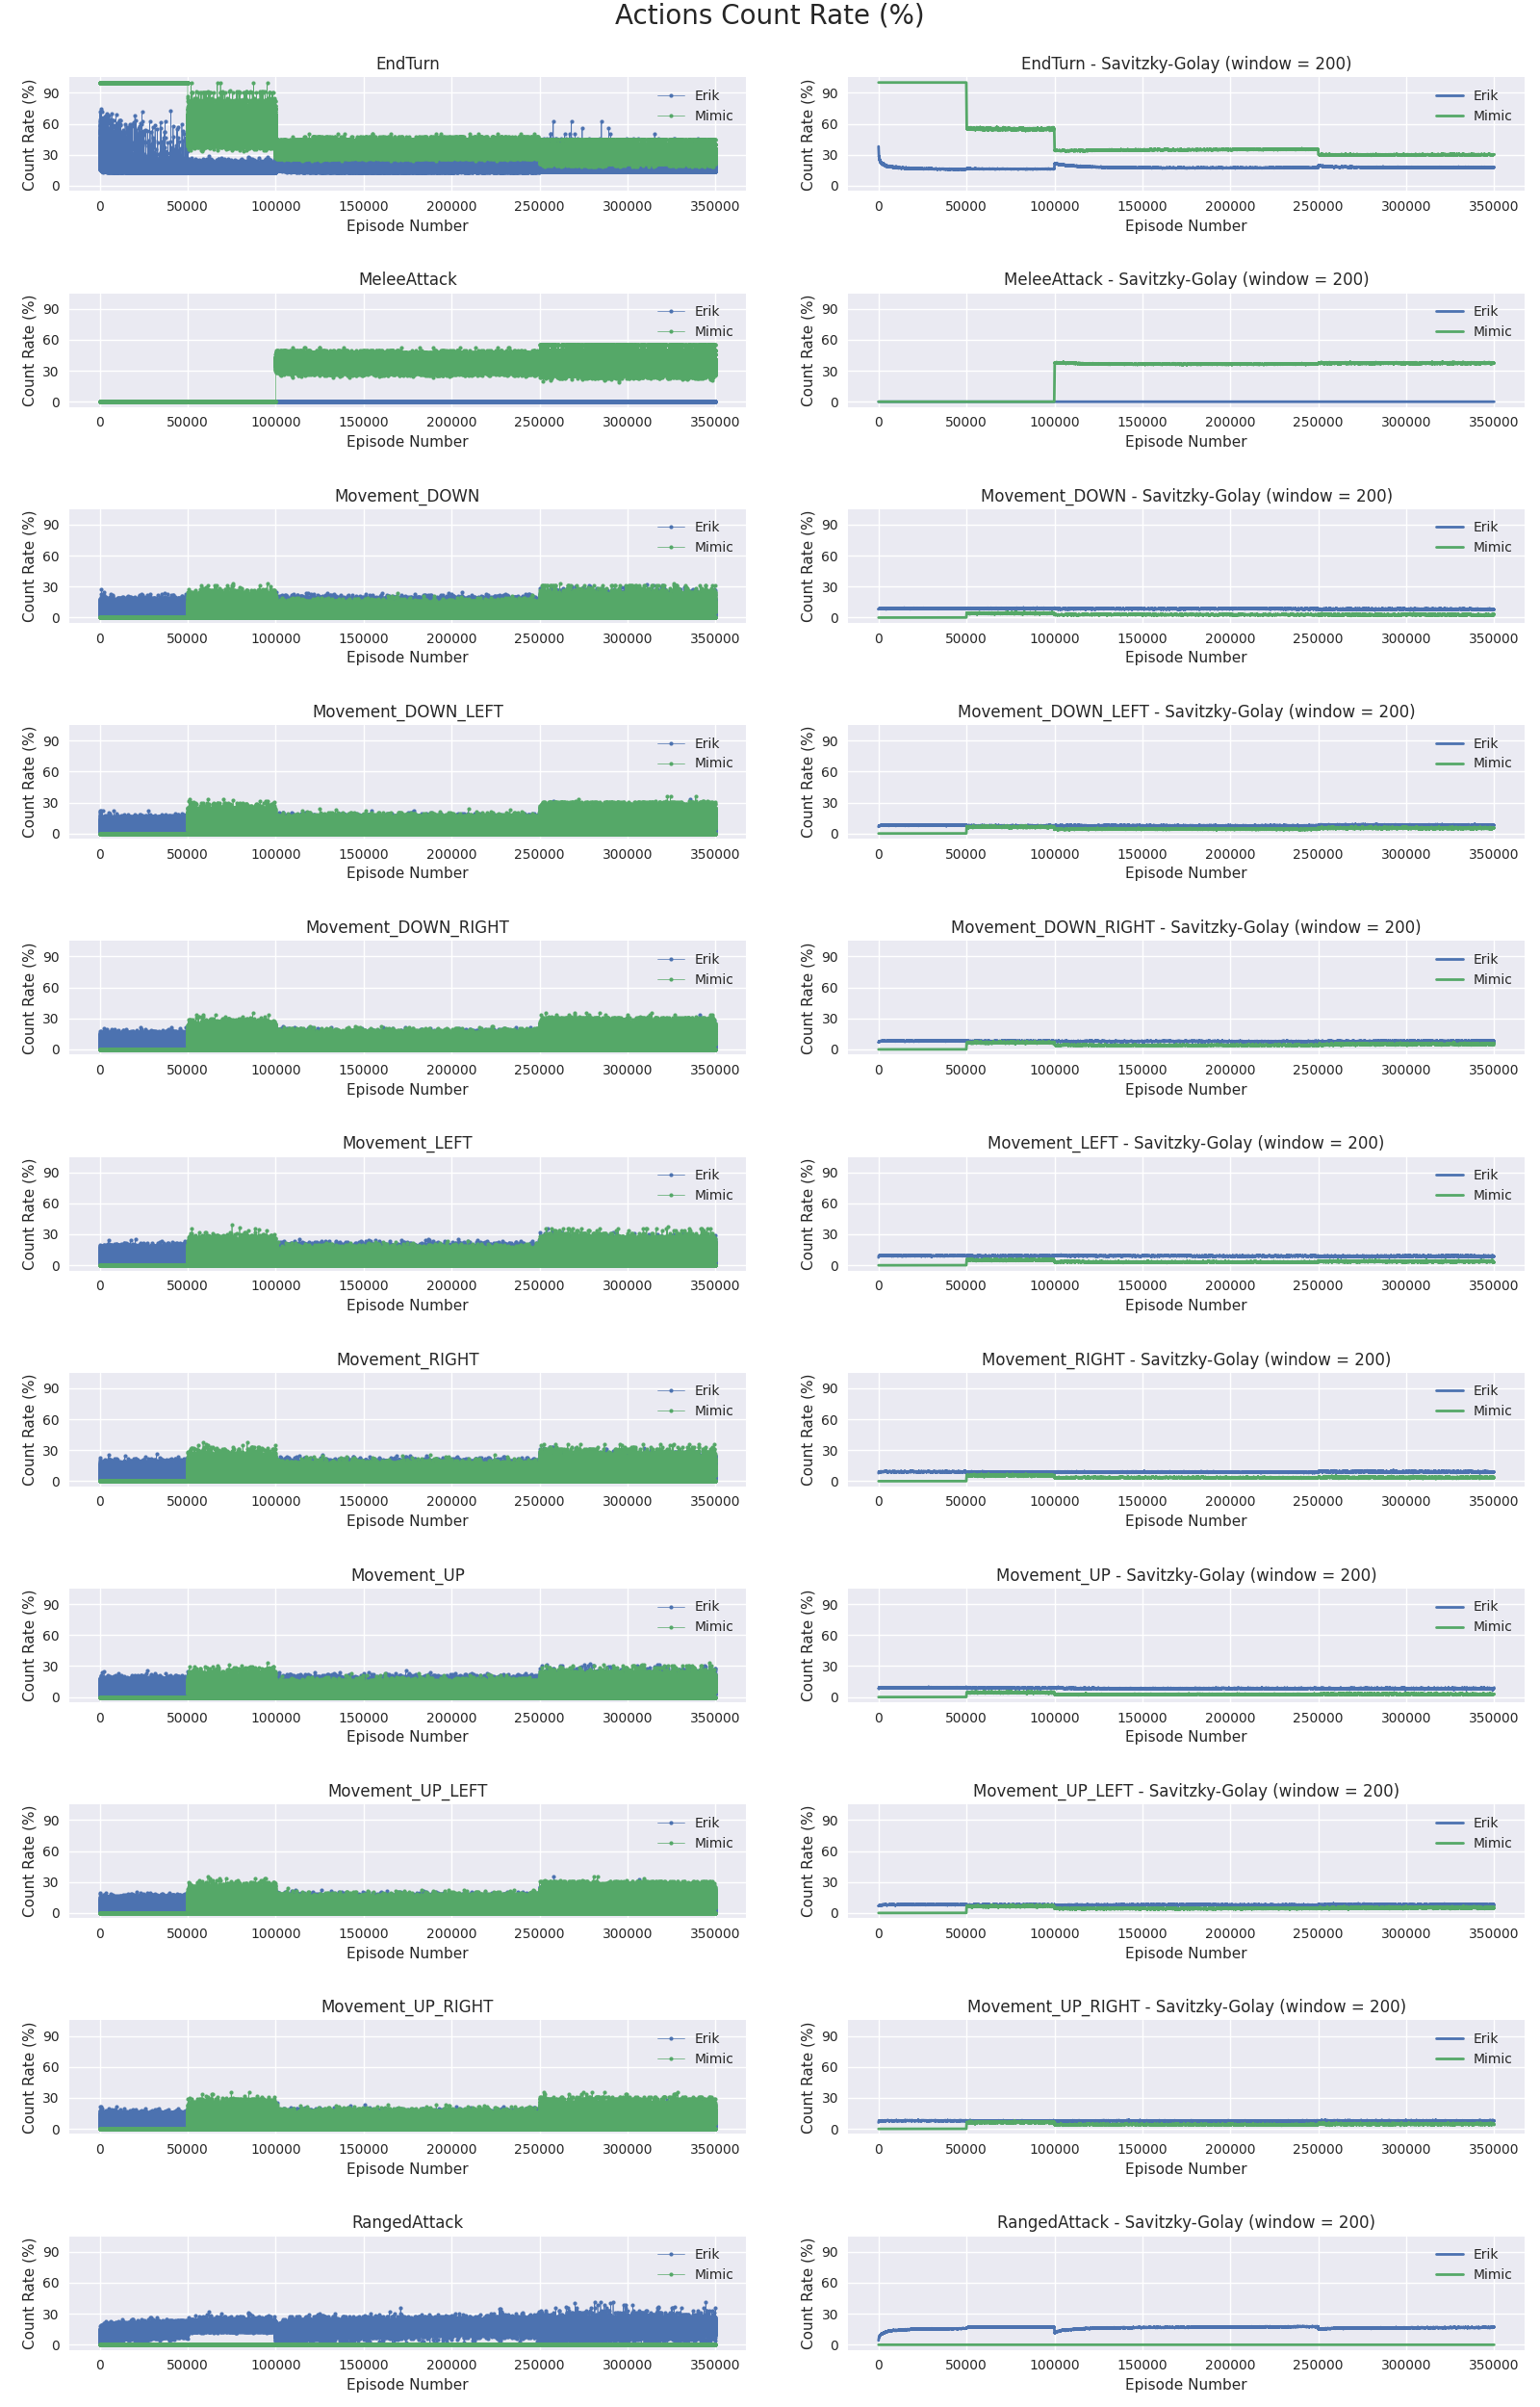 Actions Count Rate (%)
EndTurn
Count Rate (%)
90
60
30
0
Erik
Mimic
0 50000 100000 150000 200000 250000 300000 350000
Episode Number
EndTurn - Savitzky-Golay (window = 200)
Count Rate (%)
90
60
30
0
Erik
Mimic
0 50000 100000 150000 200000 250000 300000 350000
Episode Number
MeleeAttack
Count Rate (%)
90
60
30
0
Erik
Mimic
0 50000 100000 150000 200000 250000 300000 350000
Episode Number
MeleeAttack - Savitzky-Golay (window = 200)
Count Rate (%)
90
60
30
0
Erik
Mimic
0 50000 100000 150000 200000 250000 300000 350000
Episode Number
Movement_DOWN
Count Rate (%)
90
60
30
0
Erik
Mimic
0 50000 100000 150000 200000 250000 300000 350000
Episode Number
Movement_DOWN - Savitzky-Golay (window = 200)
Count Rate (%)
90
60
30
0
Erik
Mimic
0 50000 100000 150000 200000 250000 300000 350000
Episode Number
Movement_DOWN_LEFT
Count Rate (%)
90
60
30
0
Erik
Mimic
0 50000 100000 150000 200000 250000 300000 350000
Episode Number
Movement_DOWN_LEFT - Savitzky-Golay (window = 200)
Count Rate (%)
90
60
30
0
Erik
Mimic
0 50000 100000 150000 200000 250000 300000 350000
Episode Number
Movement_DOWN_RIGHT
Count Rate (%)
90
60
30
0
Erik
Mimic
0 50000 100000 150000 200000 250000 300000 350000
Episode Number
Movement_DOWN_RIGHT - Savitzky-Golay (window = 200)
Count Rate (%)
90
60
30
0
Erik
Mimic
0 50000 100000 150000 200000 250000 300000 350000
Episode Number
Movement_LEFT
Count Rate (%)
90
60
30
0
Erik
Mimic
0 50000 100000 150000 200000 250000 300000 350000
Episode Number
Movement_LEFT - Savitzky-Golay (window = 200)
Count Rate (%)
90
60
30
0
Erik
Mimic
0 50000 100000 150000 200000 250000 300000 350000
Episode Number
Movement_RIGHT
Count Rate (%)
90
60
30
0
Erik
Mimic
0 50000 100000 150000 200000 250000 300000 350000
Episode Number
Movement_RIGHT - Savitzky-Golay (window = 200)
Count Rate (%)
90
60
30
0
Erik
Mimic
0 50000 100000 150000 200000 250000 300000 350000
Episode Number
Movement_UP
Count Rate (%)
90
60
30
0
Erik
Mimic
0 50000 100000 150000 200000 250000 300000 350000
Episode Number
Movement_UP - Savitzky-Golay (window = 200)
Count Rate (%)
90
60
30
0
Erik
Mimic
0 50000 100000 150000 200000 250000 300000 350000
Episode Number
Movement_UP_LEFT
Count Rate (%)
90
60
30
0
Erik
Mimic
0 50000 100000 150000 200000 250000 300000 350000
Episode Number
Movement_UP_LEFT - Savitzky-Golay (window = 200)
Count Rate (%)
90
60
30
0
Erik
Mimic
0 50000 100000 150000 200000 250000 300000 350000
Episode Number
Movement_UP_RIGHT
Count Rate (%)
90
60
30
0
Erik
Mimic
0 50000 100000 150000 200000 250000 300000 350000
Episode Number
Movement_UP_RIGHT - Savitzky-Golay (window = 200)
Count Rate (%)
90
60
30
0
Erik
Mimic
0 50000 100000 150000 200000 250000 300000 350000
Episode Number
RangedAttack
Count Rate (%)
90
60
30
0
Erik
Mimic
0 50000 100000 150000 200000 250000 300000 350000
Episode Number
RangedAttack - Savitzky-Golay (window = 200)
Count Rate (%)
90
60
30
0
Erik
Mimic
0 50000 100000 150000 200000 250000 300000 350000
Episode Number